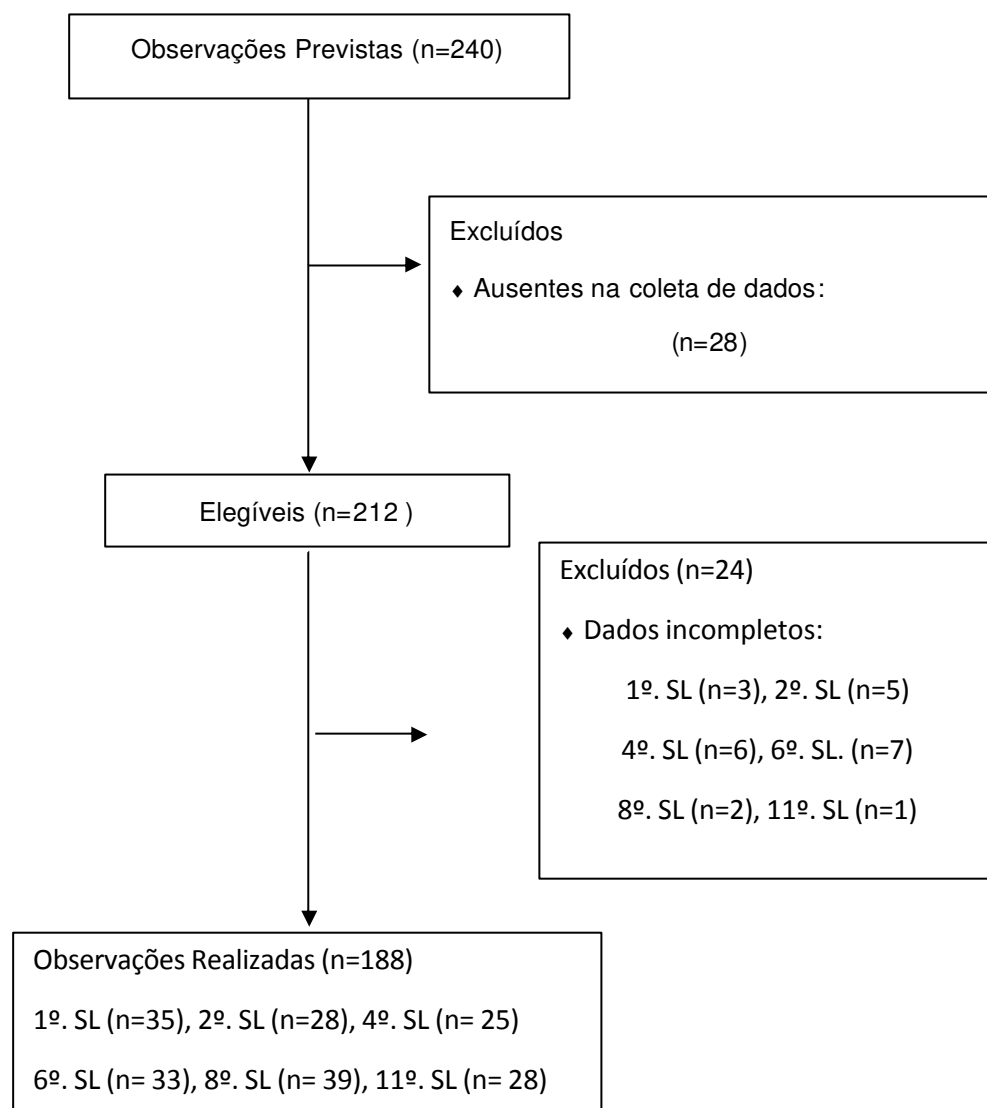 Observações Previstas (n=240)
Excluídos
♦ Ausentes na coleta de dados:
(n=28)
Elegíveis (n=212 )
Excluídos (n=24)
♦ Dados incompletos:
1º. SL (n=3), 2º. SL (n=5)
4º. SL (n=6), 6º. SL. (n=7)
8º. SL (n=2), 11º. SL (n=1)
Observações Realizadas (n=188)
1º. SL (n=35), 2º. SL (n=28), 4º. SL (n= 25)
6º. SL (n= 33), 8º. SL (n= 39), 11º. SL (n= 28)